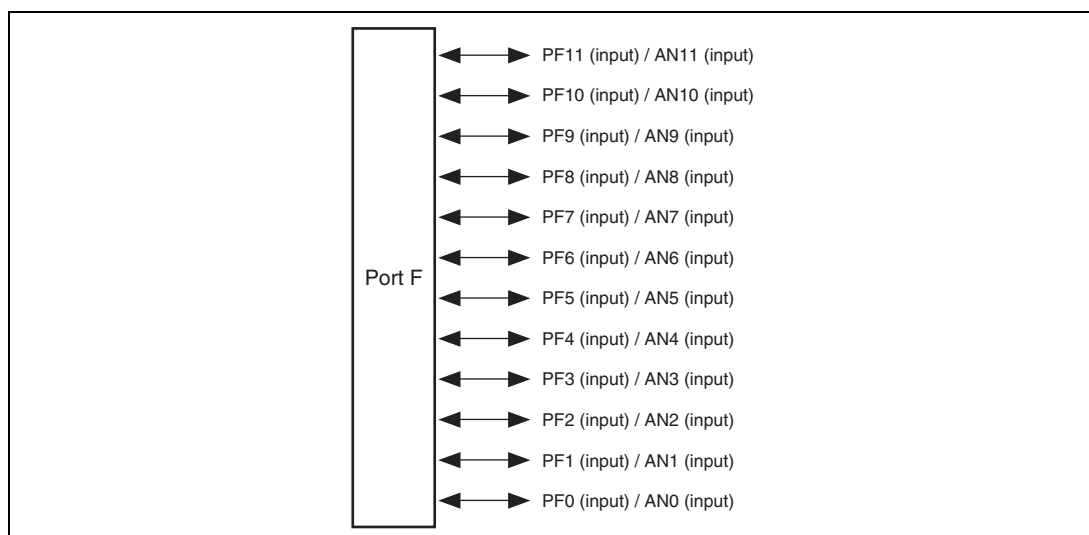 Port F
PF11 (input) / AN11 (input)
PF10 (input) / AN10 (input)
PF9 (input) / AN9 (input)
PF8 (input) / AN8 (input)
PF7 (input) / AN7 (input)
PF6 (input) / AN6 (input)
PF5 (input) / AN5 (input)
PF4 (input) / AN4 (input)
PF3 (input) / AN3 (input)
PF2 (input) / AN2 (input)
PF1 (input) / AN1 (input)
PF0 (input) / AN0 (input)